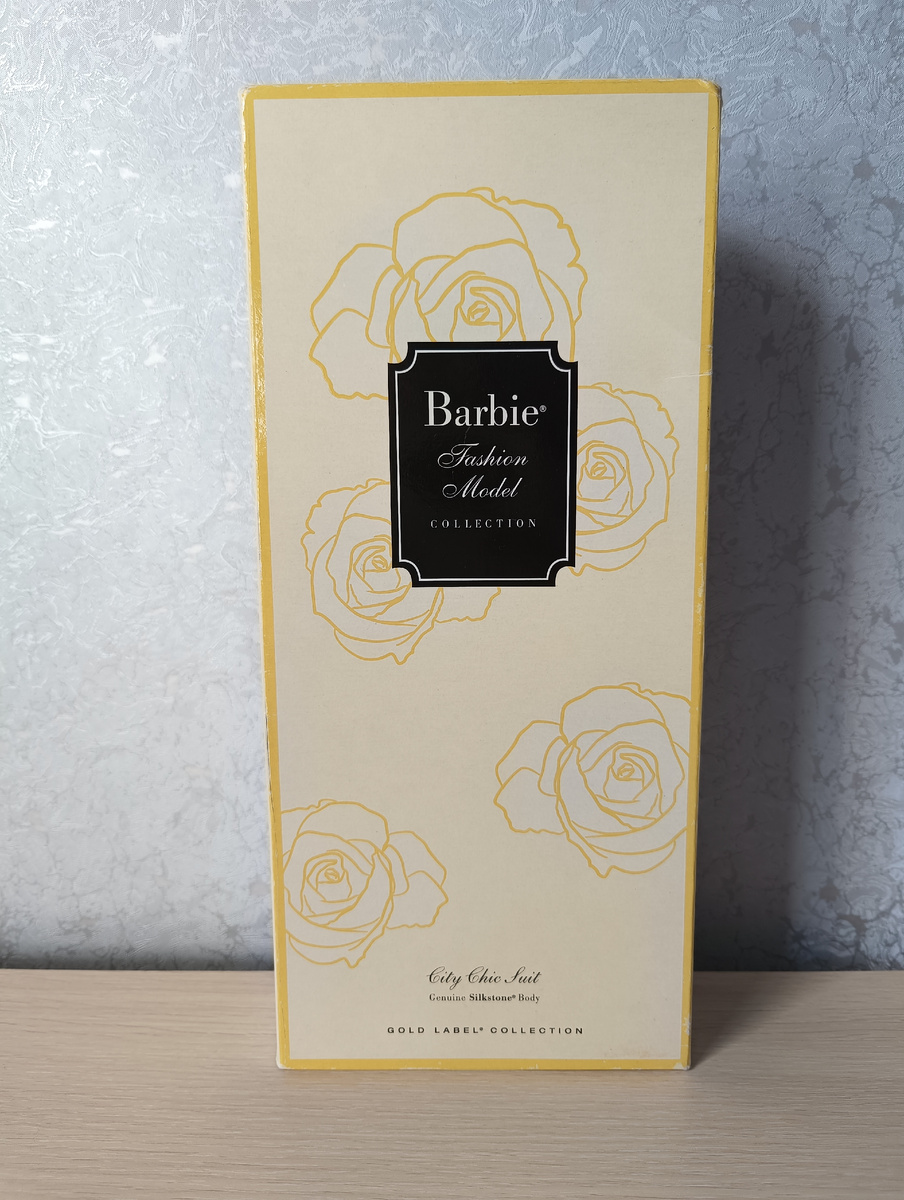 Barbie®
Fashion
Model
COLLECTION
City Chic Suit
Genuine Silkstone® Body
GOLD LABEL® COLLECTION